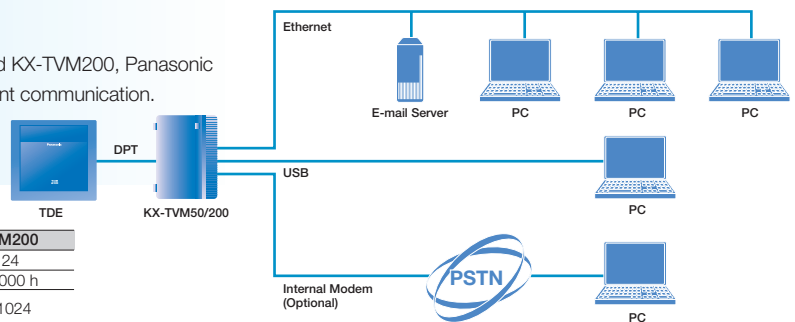 d KX-TVM200, Panasonic
nt communication.
Ethernet
E-mail Server
PC
PC
PC
DPT
TDE
KX-TVM50/200
USB
PC
Internal Modem
(Optional)
PSTN
PC
M200
24
000 h
1024